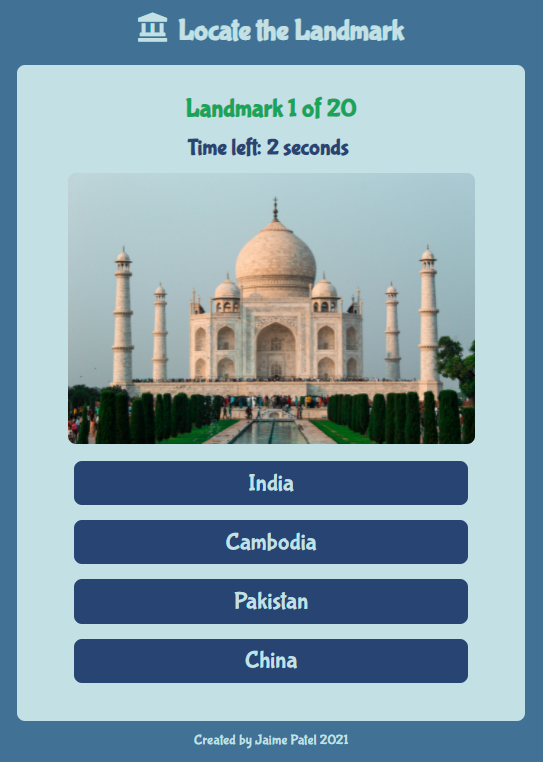 Locate the Landmark
Landmark 1 of 20
Time left: 2 seconds
India
Cambodia
Pakistan
China
Created by Jaime Patel 2021